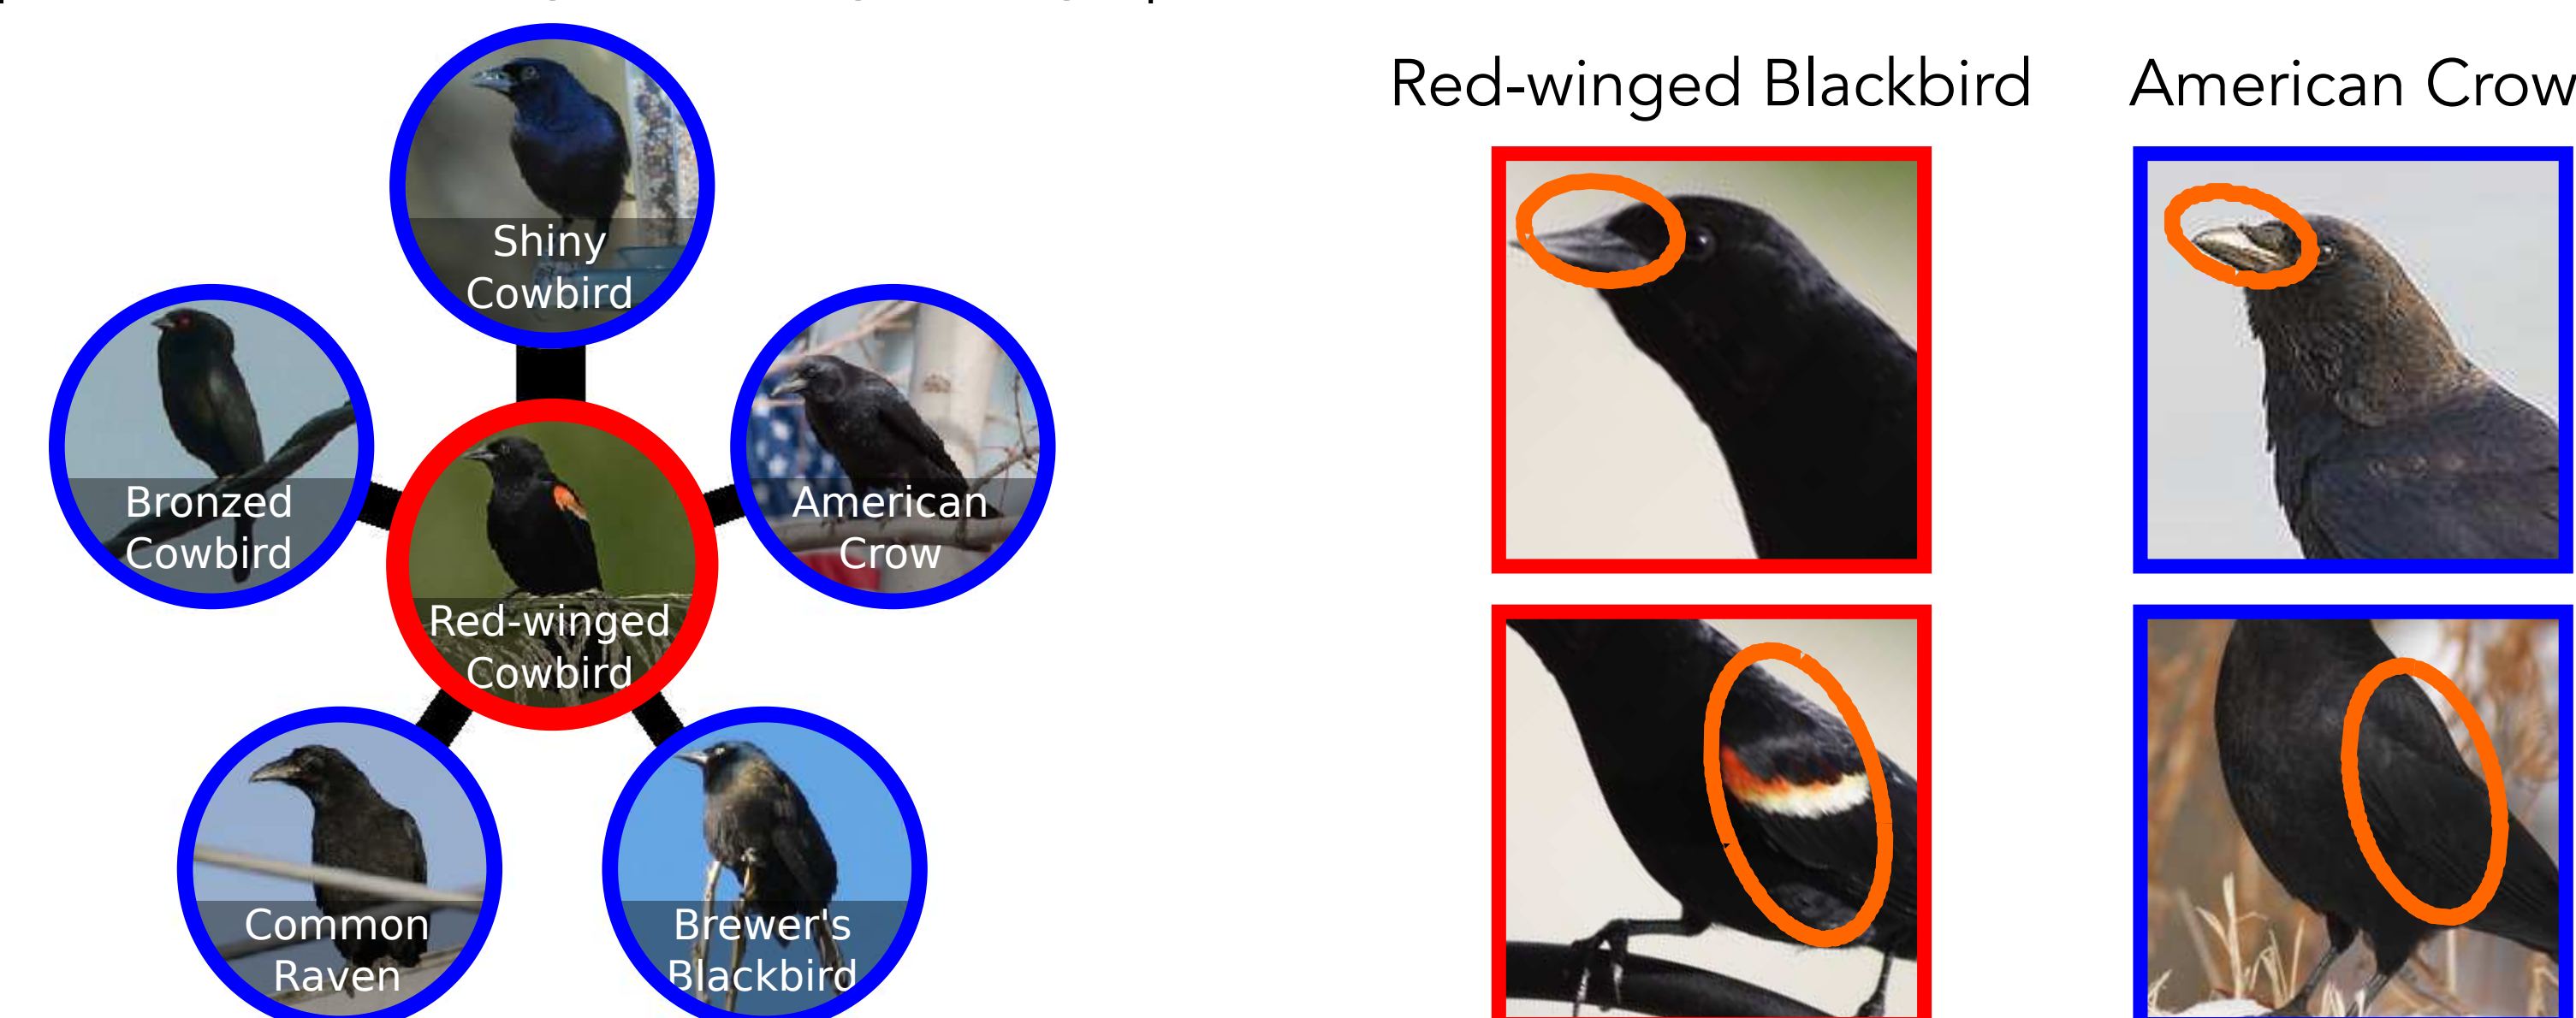 Shiny
Cowbird
Bronzed
Cowbird
American
Crow
Red-winged
Cowbird
Common
Raven
Brewer's
Blackbird
Red-winged Blackbird
American Crow